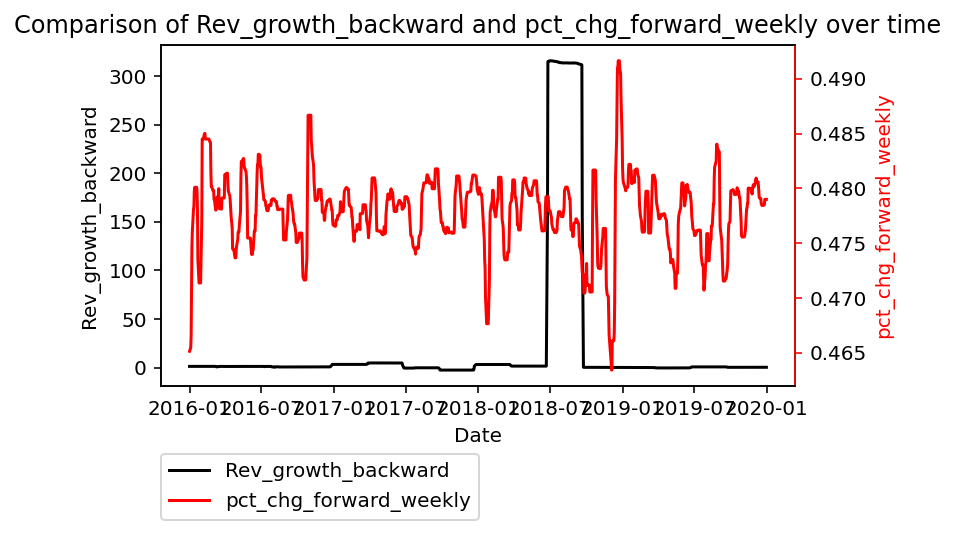 Comparison of Rev_growth_backward and pct_chg_forward_weekly over time
300
250
200
150
100
50
0
Rev_growth_backward
0.490
0.485
0.480
0.475
0.470
0.465
pct_chg_forward_weekly
2016-01 2016-07 2017-01 2017-07 2018-01 2018-07 2019-01 2019-07 2020-01
Date
Rev_growth_backward
pct_chg_forward_weekly